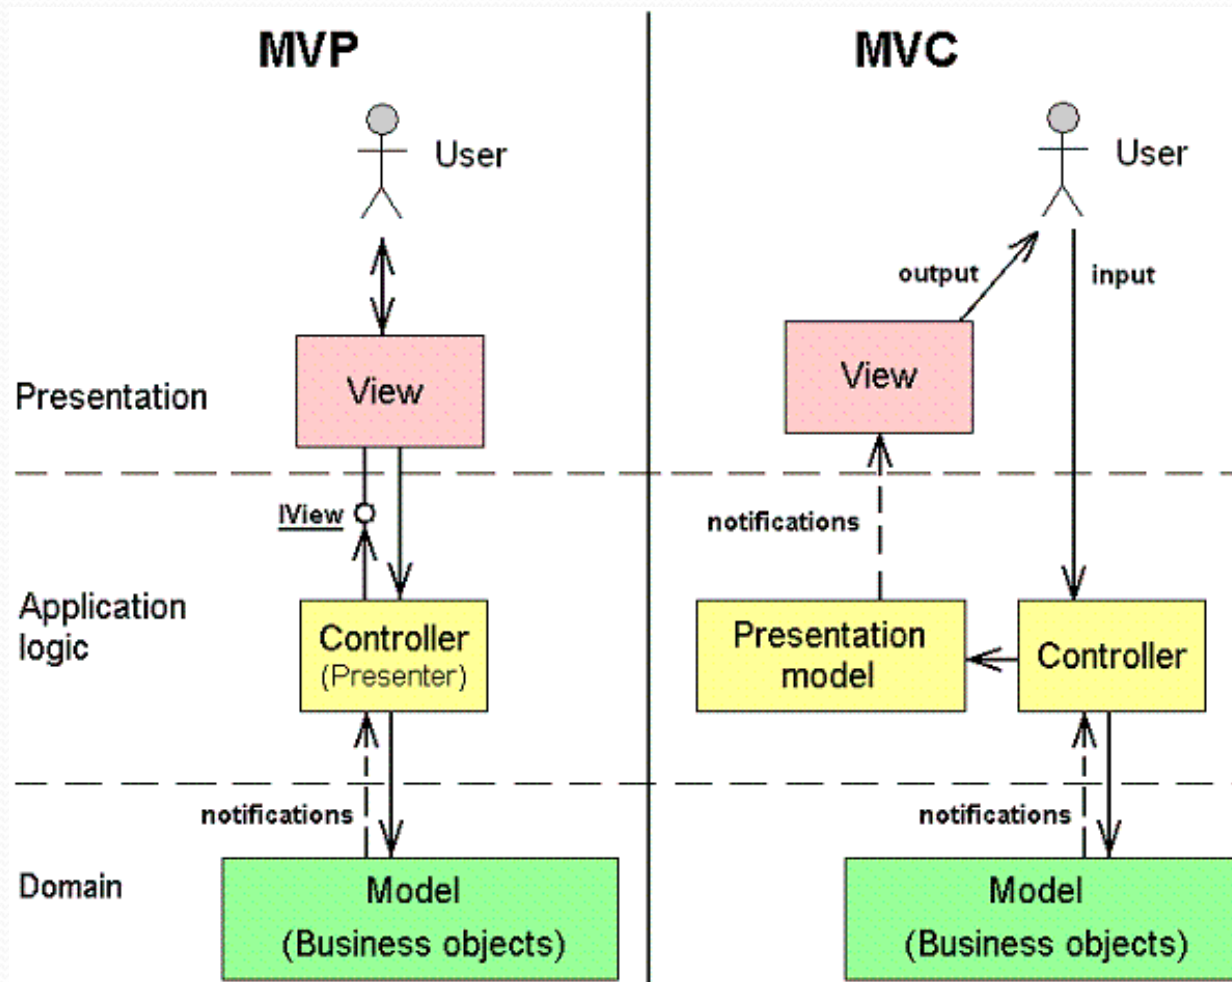 MVP
MVC
User
User
output
input
View
View
Presentation
IView
notifications
Application
logic
Controller
(Presenter)
Presentation
model
Controller
notifications
notifications
Domain
Model
(Business objects)
Model
(Business objects)